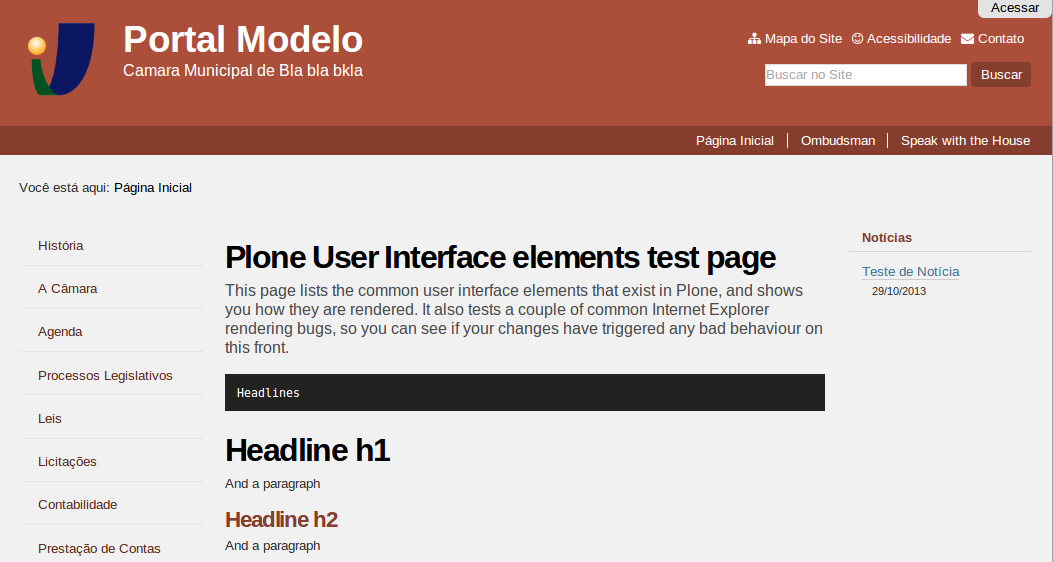 Acessar
Portal Modelo
Camara Municipal de Bla bla bkla
Mapa do Site Acessibilidade Contato
Buscar no Site Buscar
Página Inicial Ombudsman Speak with the House
Você está aqui: Página Inicial
História
A Câmara
Agenda
Processos Legislativos
Leis
Licitações
Contabilidade
Prestação de Contas
Plone User Interface elements test page
This page lists the common user interface elements that exist in Plone, and shows
you how they are rendered. It also tests a couple of common Internet Explorer
rendering bugs, so you can see if your changes have triggered any bad behaviour on
this front.
Headlines
Headline h1
And a paragraph
Headline h2
And a paragraph
Notícias
Teste de Notícia
29/10/2013